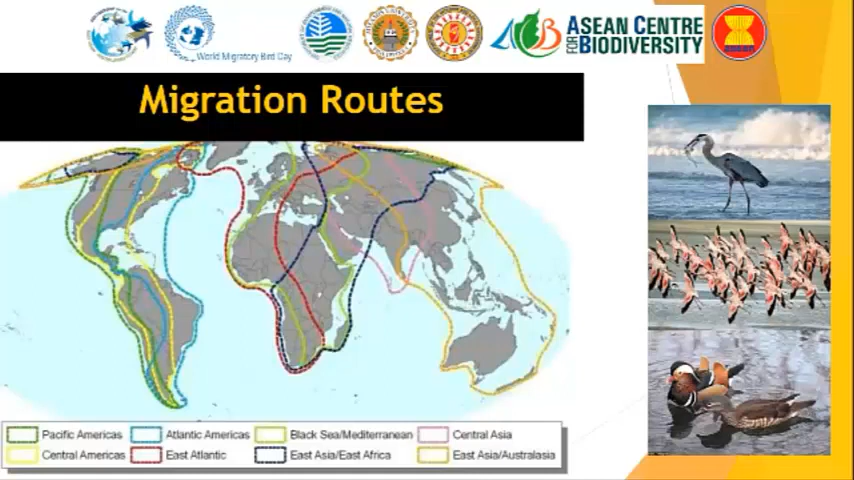 World Migratory Bird Day
ASEAN CENTRE
FOR BIODIVERSITY
asean
Migration Routes
Pacific Americas
Atlantic Americas
Black Sea/Mediterranean
Central Asia
Central Americas
East Atlantic
East Asia/East Africa
East Asia/Australasia